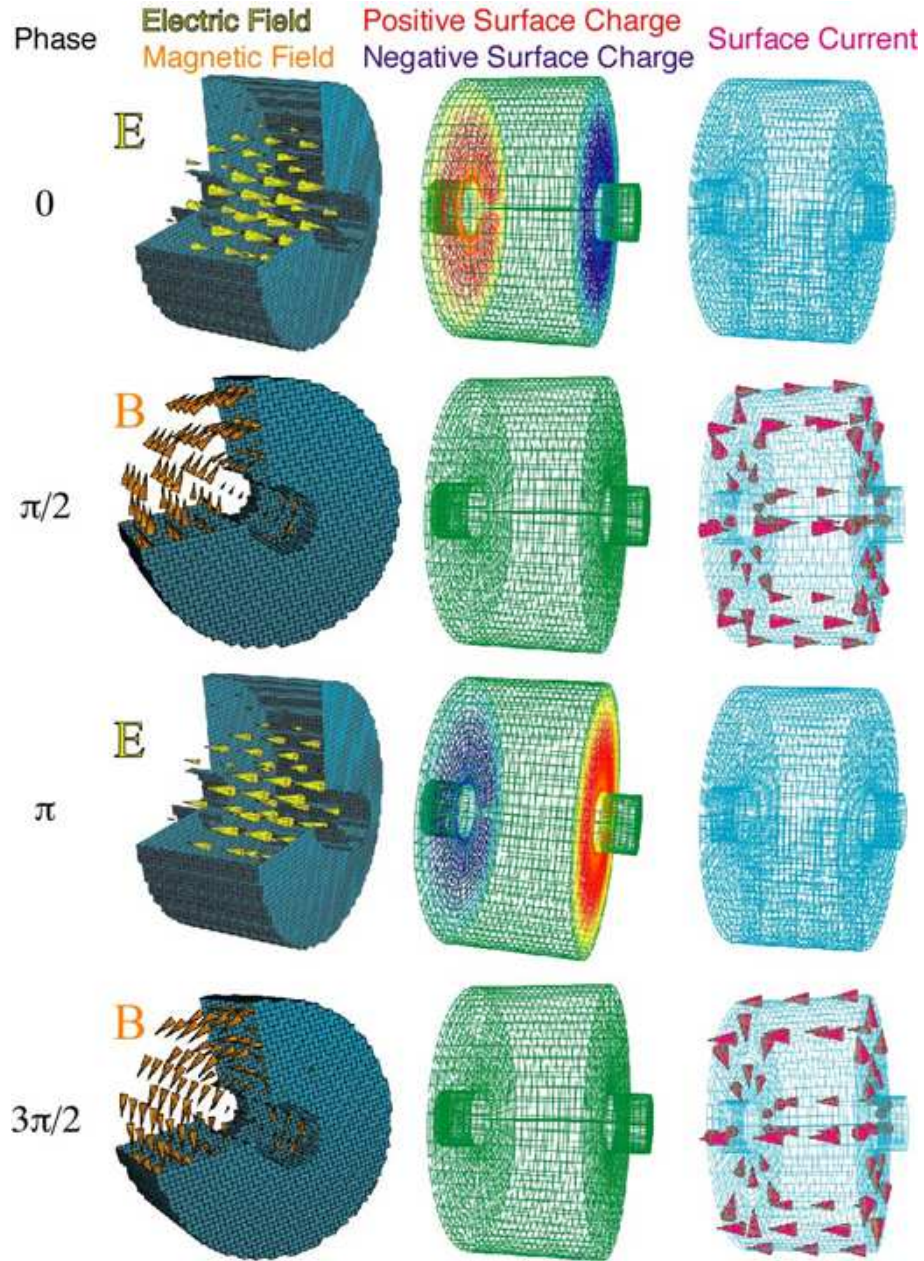 Phase
Electric Field
Magnetic Field
Positive Surface Charge
Negative Surface Charge
Surface Current
E
0
B
π/2
E
π
B
3π/2